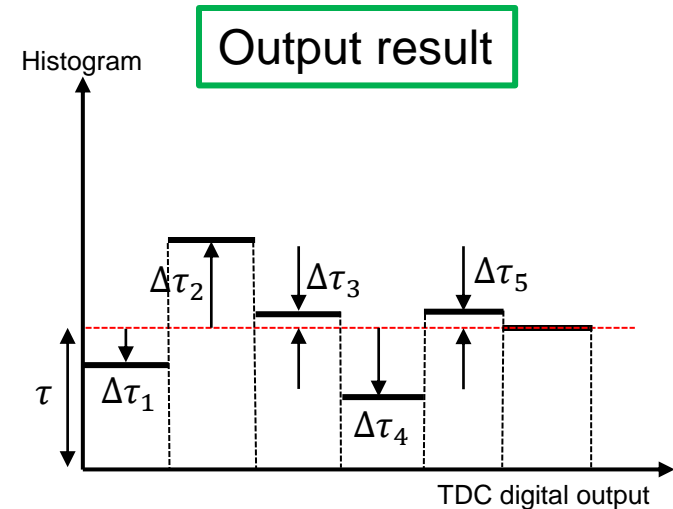 Output result
Histogram
Δτ₂
Δτ₃
Δτ₅
τ
Δτ₁
Δτ₄
TDC digital output